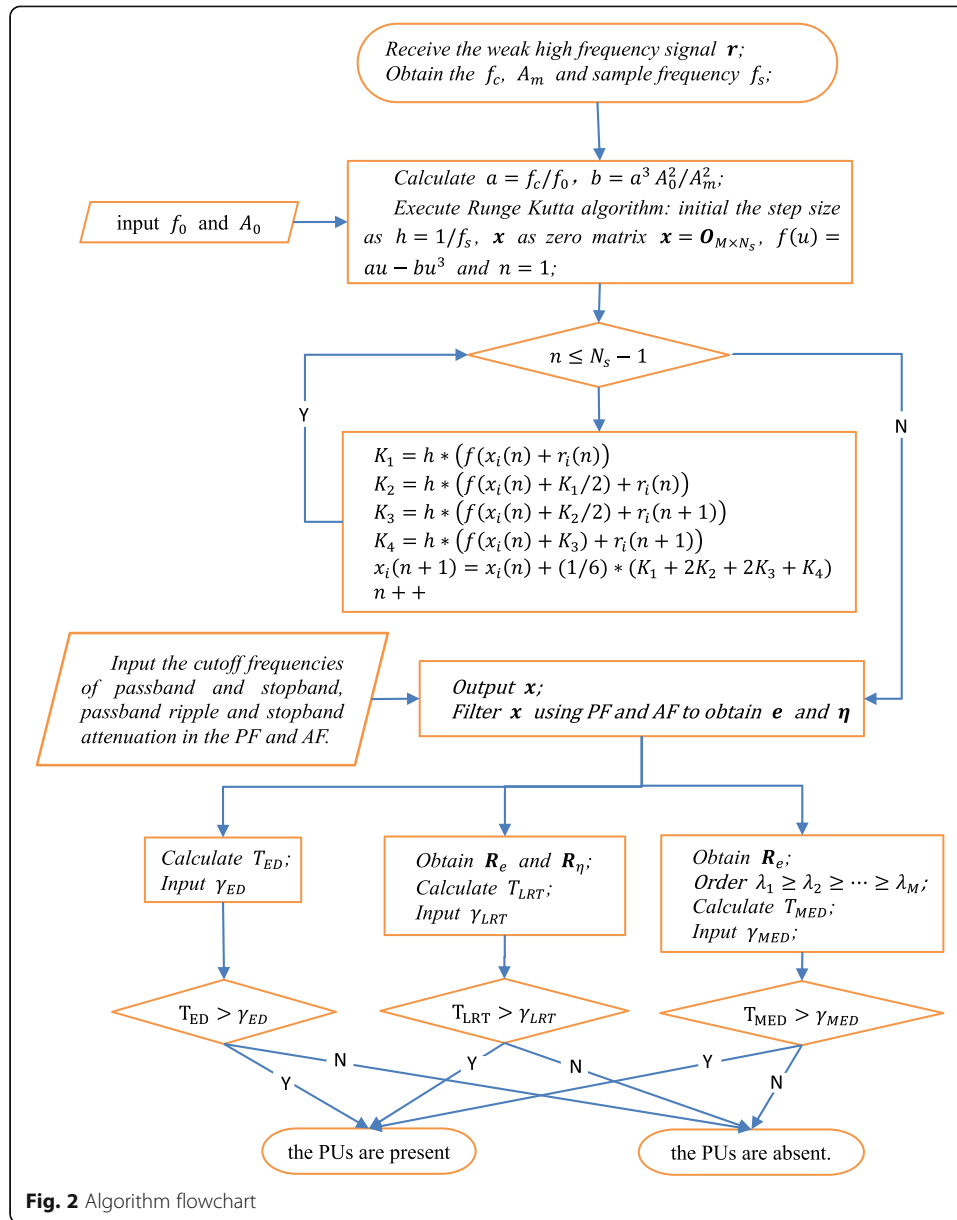 Receive the weak high frequency signal r;
Obtain the f_c, A_m and sample frequency f_s;
Calculate a = f_c/f_0, b = a^3 A_0^2/A_m^2;
Execute Runge Kutta algorithm: initial the step size
as h = 1/f_s, x as zero matrix x = O_{M×N_s}, f(u) =
au − bu^3 and n = 1;
input f_0 and A_0
n ≤ N_s − 1
Y
N
K_1 = h * (f(x_i(n) + r_i(n))
K_2 = h * (f(x_i(n) + K_1/2) + r_i(n))
K_3 = h * (f(x_i(n) + K_2/2) + r_i(n + 1))
K_4 = h * (f(x_i(n) + K_3) + r_i(n + 1))
x_i(n + 1) = x_i(n) + (1/6) * (K_1 + 2K_2 + 2K_3 + K_4)
n + +
Input the cutoff frequencies
of passband and stopband,
passband ripple and stopband
attenuation in the PF and AF.
Output x;
Filter x using PF and AF to obtain e and η
Calculate T_ED;
Input γ_ED
Obtain R_e and R_η;
Calculate T_LRT;
Input γ_LRT
Obtain R_e;
Order λ_1 ≥ λ_2 ≥ ⋯ ≥ λ_M;
Calculate T_MED;
Input γ_MED;
T_ED > γ_ED
T_LRT > γ_LRT
T_MED > γ_MED
Y
N
Y
N
Y
N
the PUs are present
the PUs are absent.
Fig. 2 Algorithm flowchart